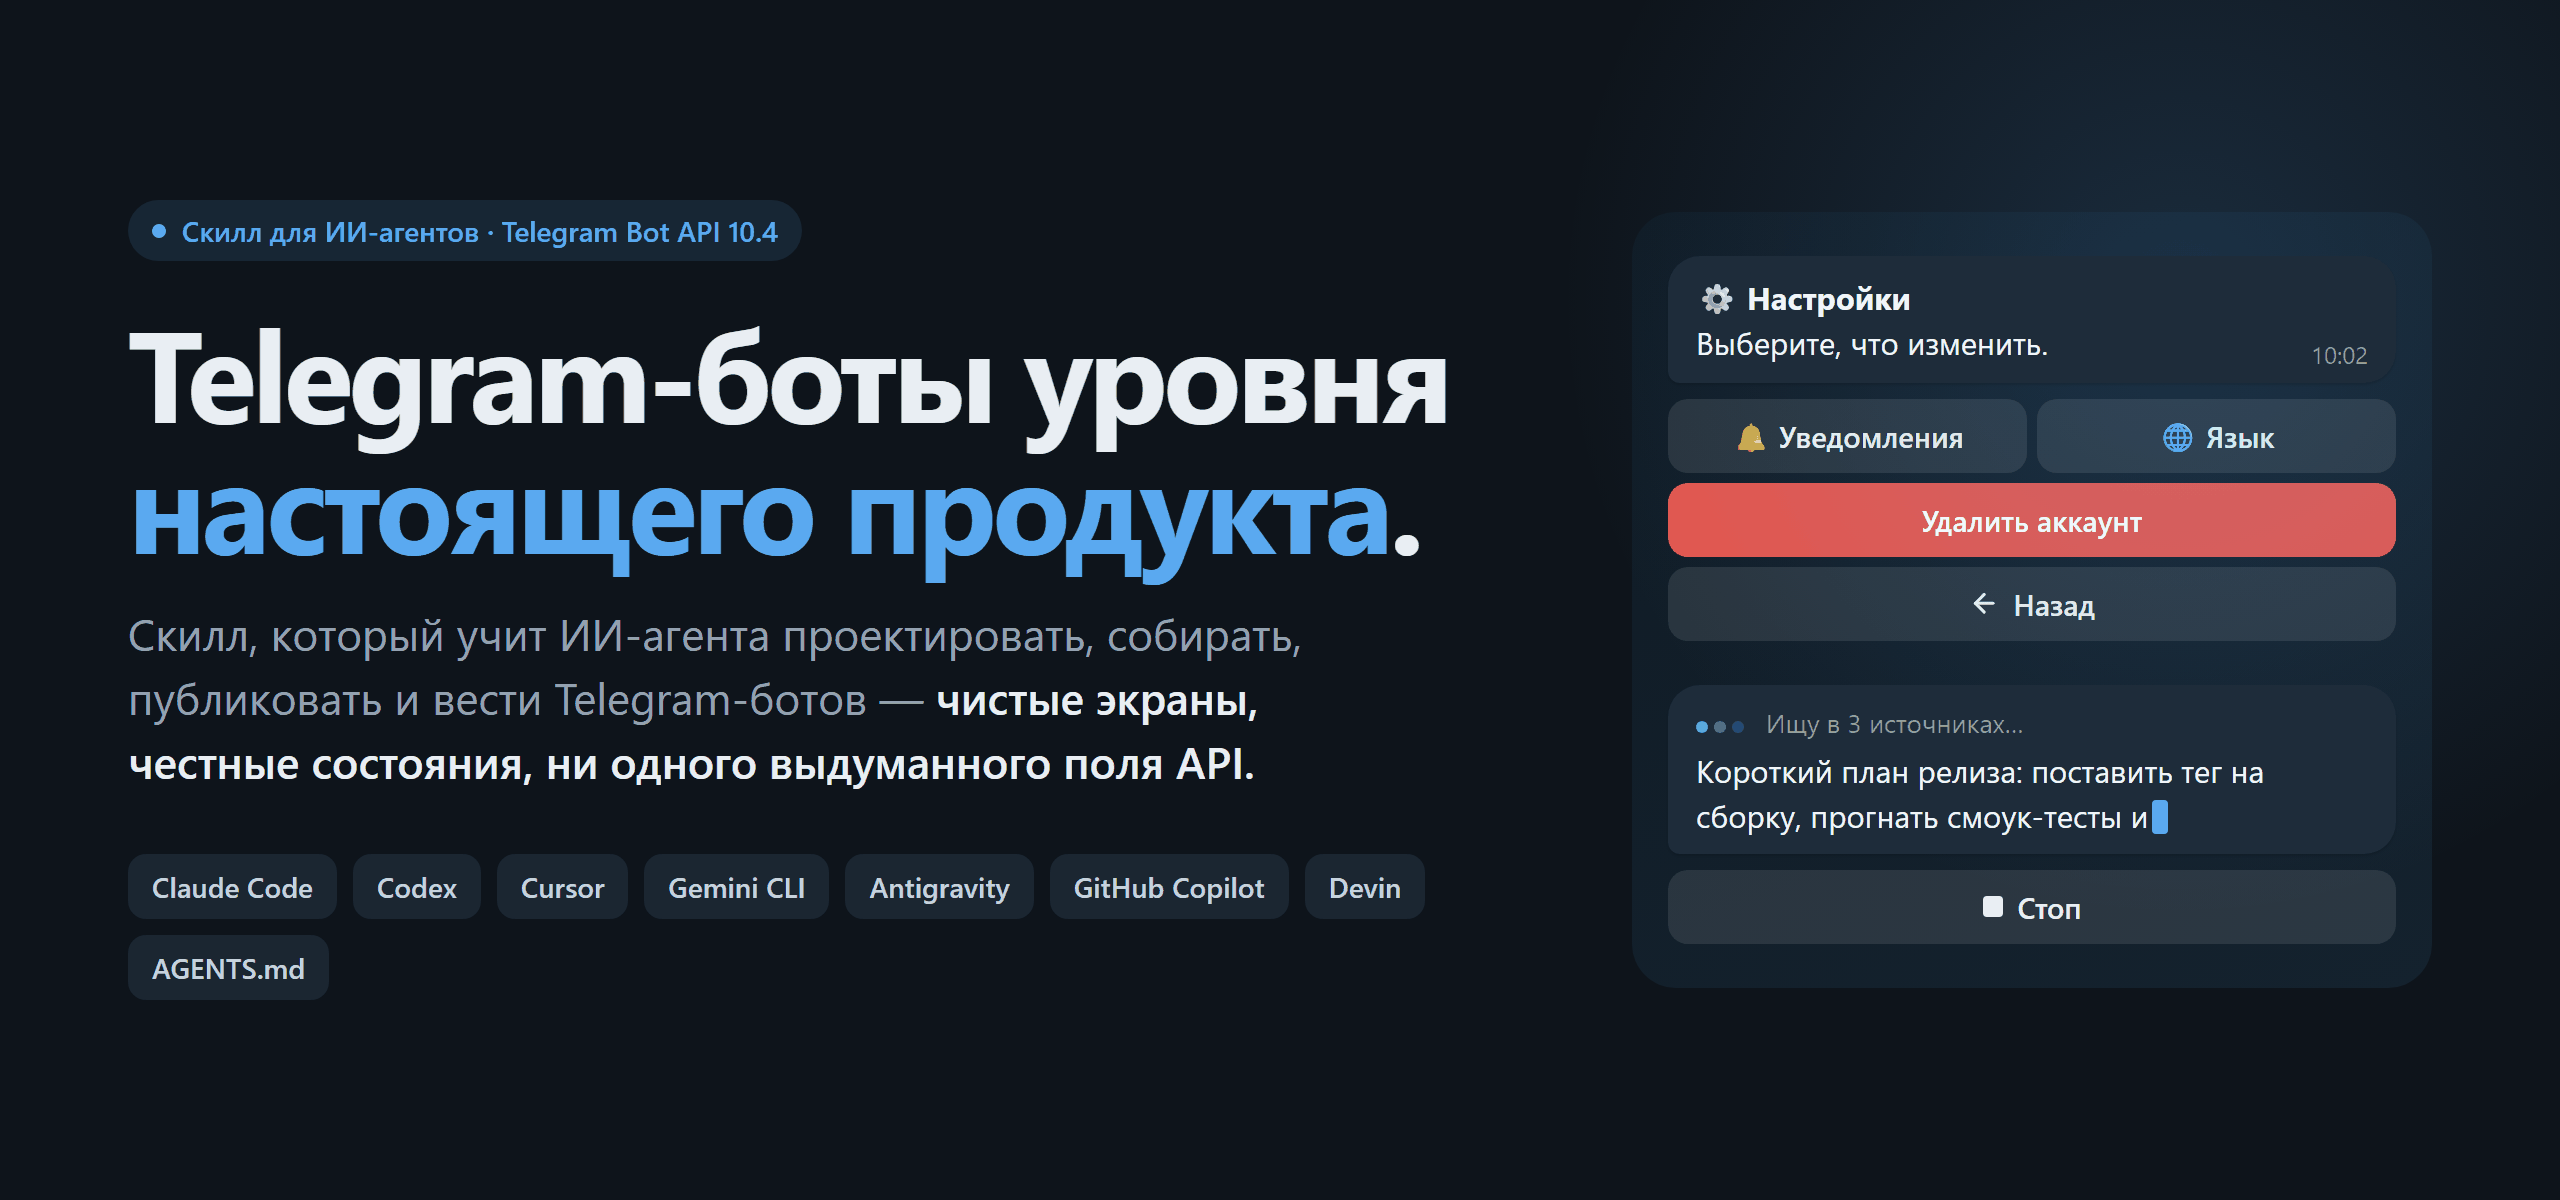 Скилл для ИИ-агентов · Telegram Bot API 10.4
Telegram-боты уровня
настоящего продукта.
Скилл, который учит ИИ-агента проектировать, собирать,
публиковать и вести Telegram-ботов — чистые экраны,
честные состояния, ни одного выдуманного поля API.
Claude Code
Codex
Cursor
Gemini CLI
Antigravity
GitHub Copilot
Devin
AGENTS.md
⚙️ Настройки
Выберите, что изменить.
10:02
🔔 Уведомления
🌐 Язык
Удалить аккаунт
← Назад
Ищу в 3 источниках...
Короткий план релиза: поставить тег на
сборку, прогнать смоук-тесты и
Стоп